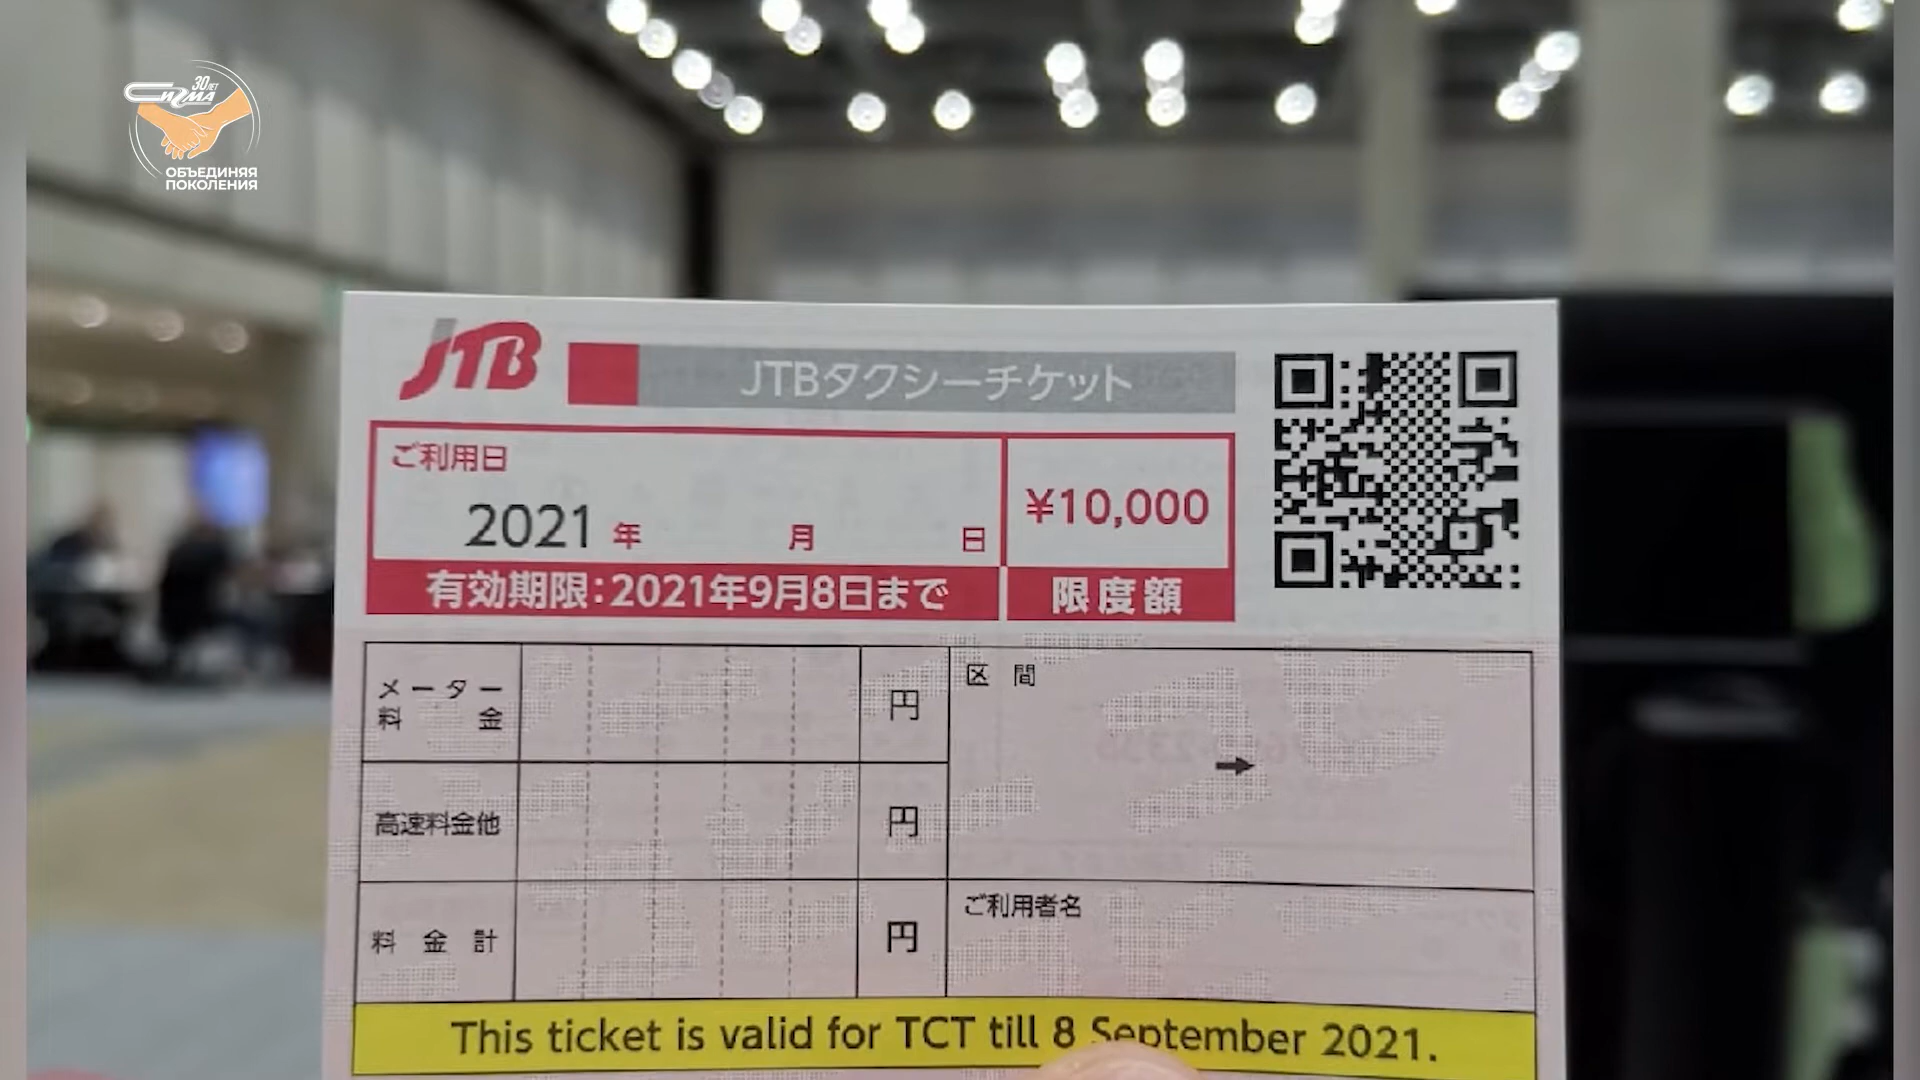 СИГМА
30 ЛЕТ
ОБЪЕДИНЯЯ
ПОКОЛЕНИЯ
JTB
JTBタクシーチケット
ご利用日
2021 年 月 日
¥10,000
有効期限:2021年9月8日まで
限度額
メーター
料金
円
区間
→
高速料金他
円
料金計
円
ご利用者名
This ticket is valid for TCT till 8 September 2021.